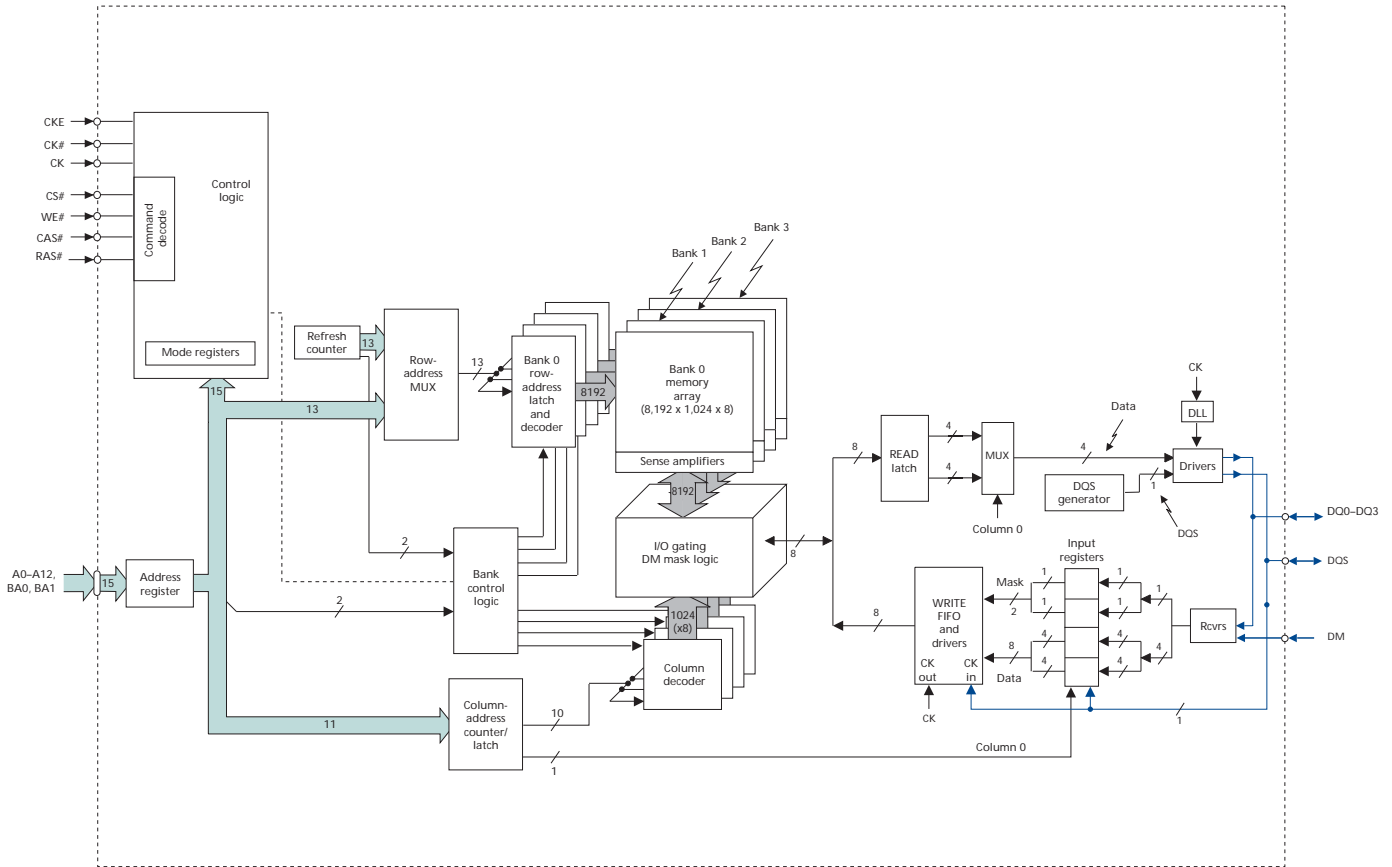 CKE
CK#
CK
CS#
WE#
CAS#
RAS#
Control
logic
Command
decode
Mode registers
15
Refresh
counter
13
13
Row-
address
MUX
13
Bank 0
row-
address
latch
and
decoder
8192
Bank 1
Bank 2
Bank 3
Bank 0
memory
array
(8,192 x 1,024 x 8)
Sense amplifiers
8192
I/O gating
DM mask logic
8
2
2
Bank
control
logic
1024
(x8)
Column
decoder
A0–A12,
BA0, BA1
15
Address
register
11
Column-
address
counter/
latch
10
1
Column 0
8
READ
latch
4
4
MUX
Column 0
Data
4
DQS
generator
1
DQS
CK
DLL
Drivers
DQ0–DQ3
DQS
DM
Rcvrs
Input
registers
1
1
4
4
1
1
4
4
1
4
Mask
2
8
Data
WRITE
FIFO
and
drivers
CK
out
CK
in
CK
8
1